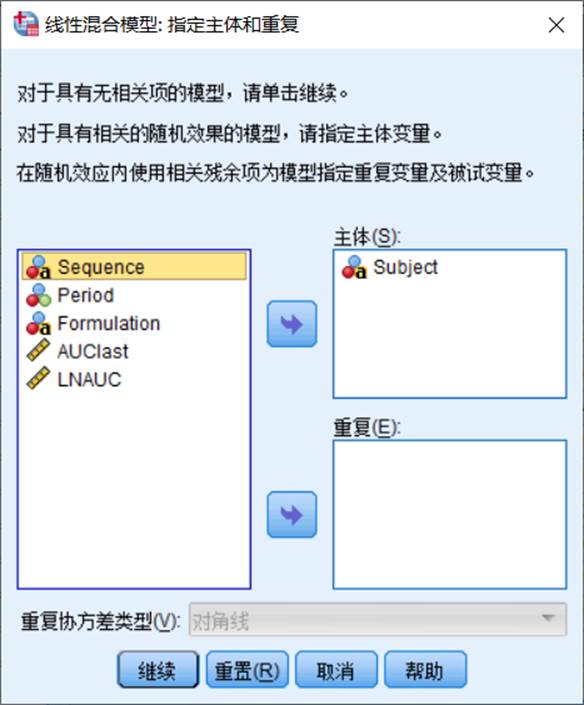 线性混合模型: 指定主体和重复
对于具有无相关项的模型，请单击继续。
对于具有相关的随机效果的模型，请指定主体变量。
在随机效应内使用相关残余项为模型指定重复变量及被试变量。
主体(S):
Sequence
Period
Formulation
AUClast
LNAUC
Subject
重复(E):
重复协方差类型(V): 对角线
继续 重置(R) 取消 帮助